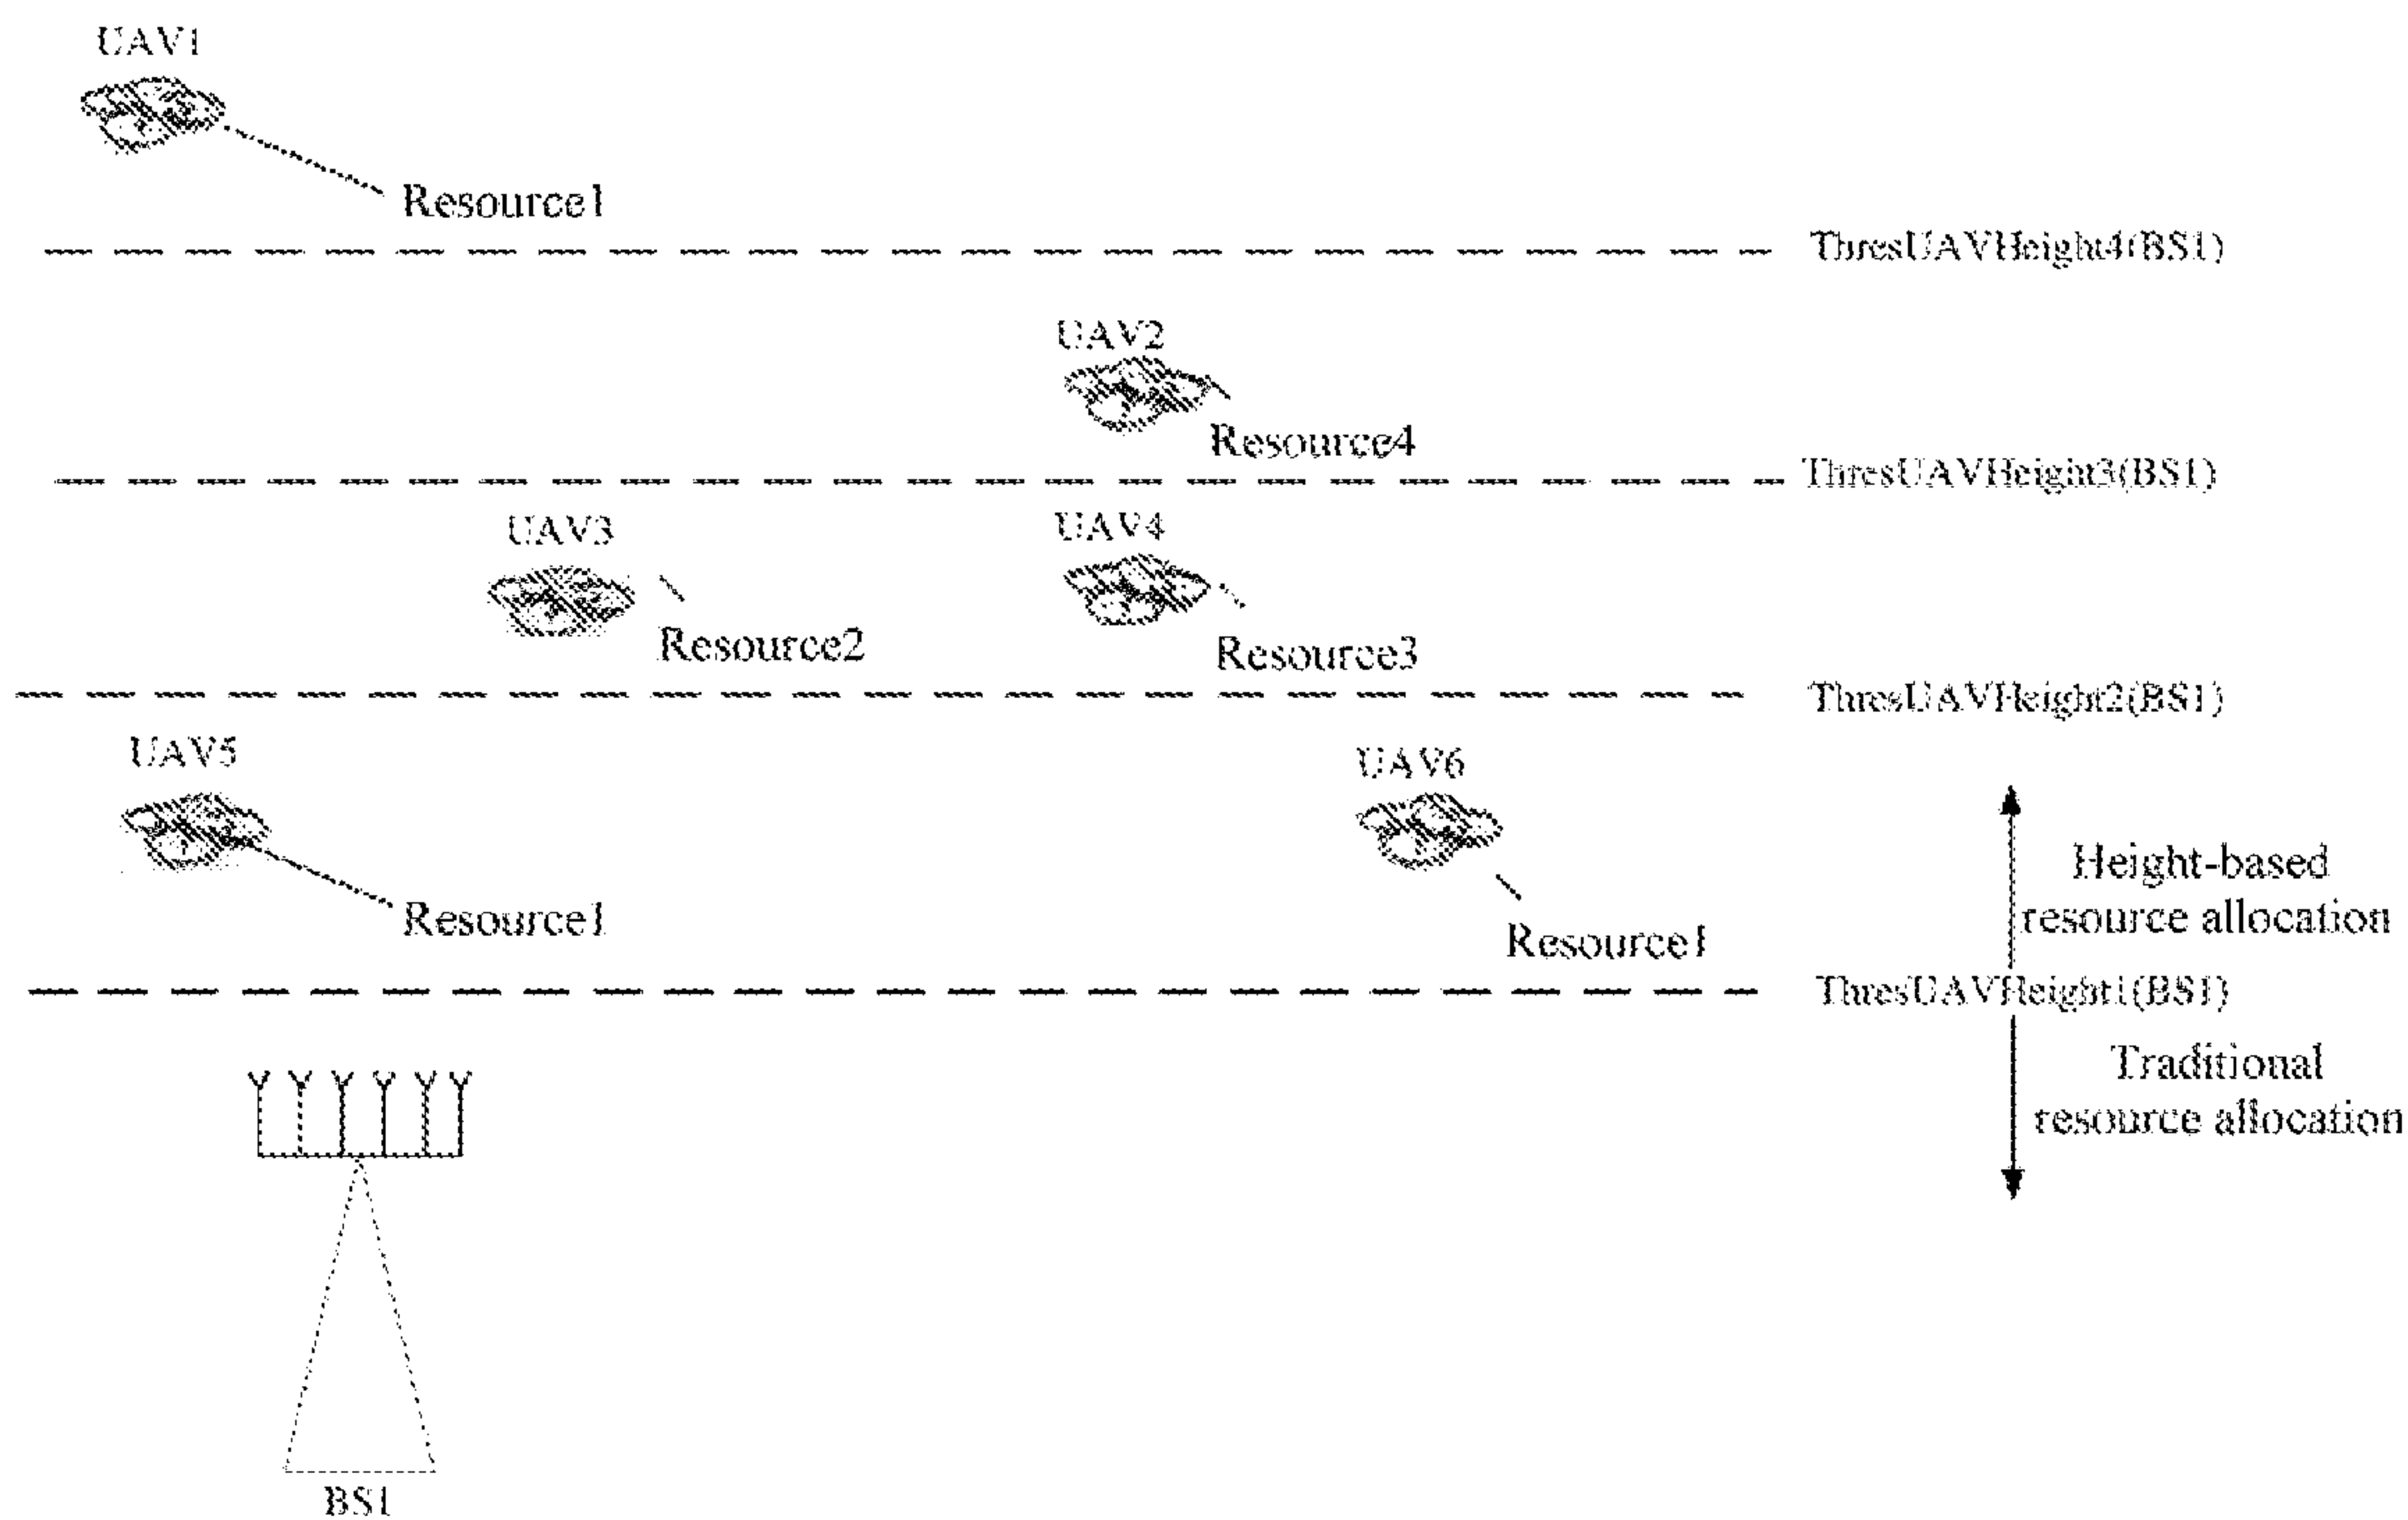 UAV1
Resource1
ThresUAVHeight4(BS1)
UAV2
Resource4
ThresUAVHeight3(BS1)
UAV3
UAV4
Resource2
Resource3
ThresUAVHeight2(BS1)
UAV5
UAV6
Resource1
Resource1
Height-based
resource allocation
ThresUAVHeight1(BS1)
Traditional
resource allocation
BS1